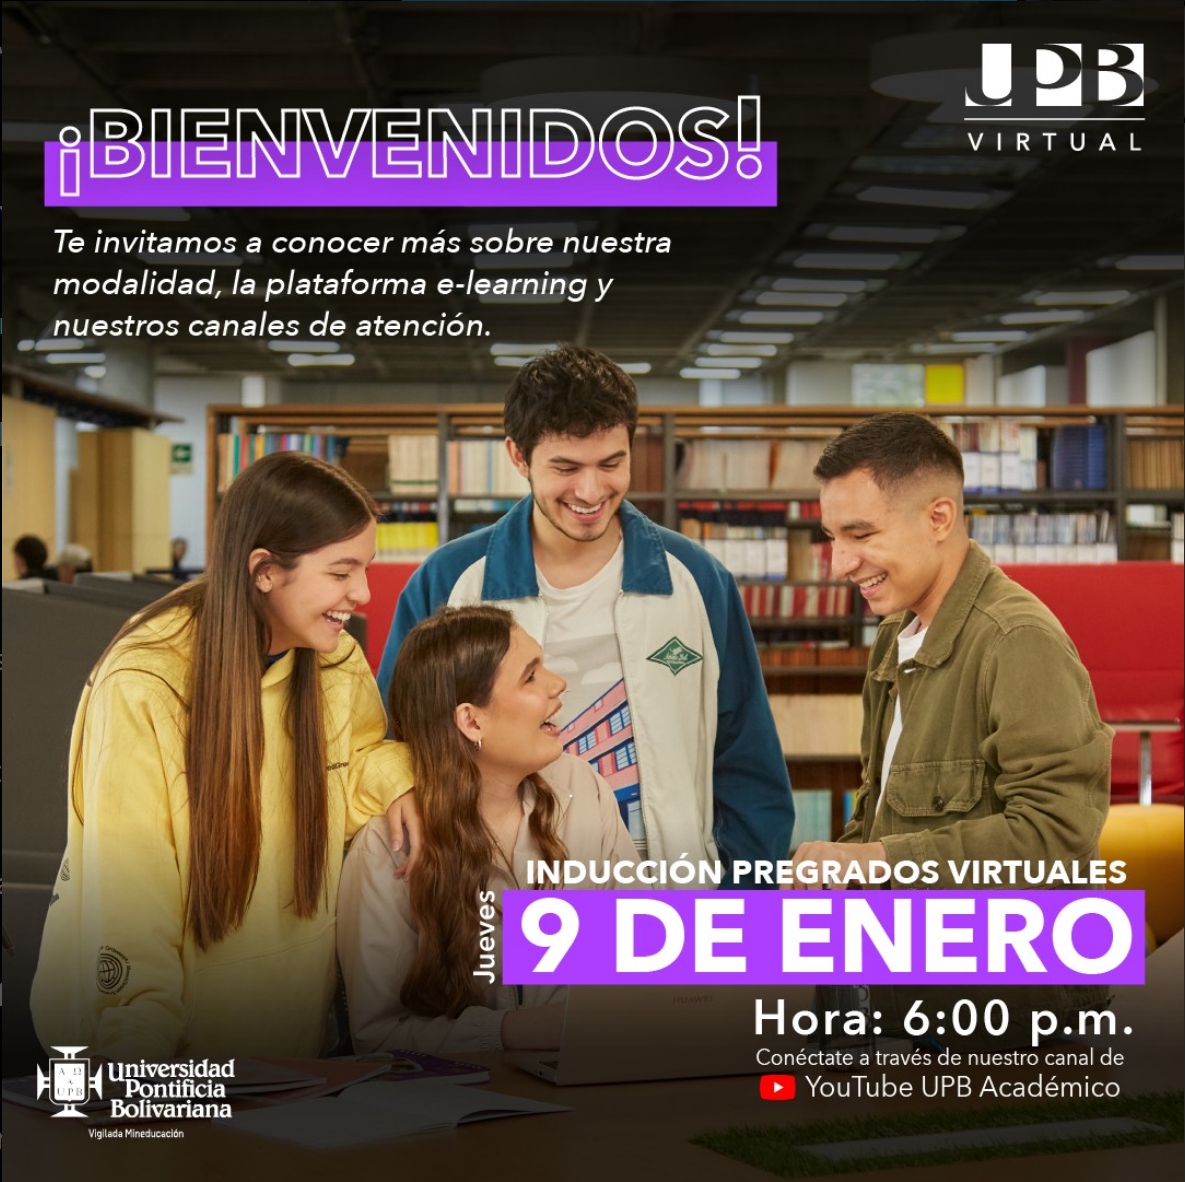 ¡BIENVENIDOS!
UPB
VIRTUAL
Te invitamos a conocer más sobre nuestra
modalidad, la plataforma e-learning y
nuestros canales de atención.
INDUCCIÓN PREGRADOS VIRTUALES
Jueves
9 DE ENERO
Hora: 6:00 p.m.
Conéctate a través de nuestro canal de
YouTube UPB Académico
HUAWEI
Α Ω
UPB
Universidad
Pontificia
Bolivariana
Vigilada Mineducación